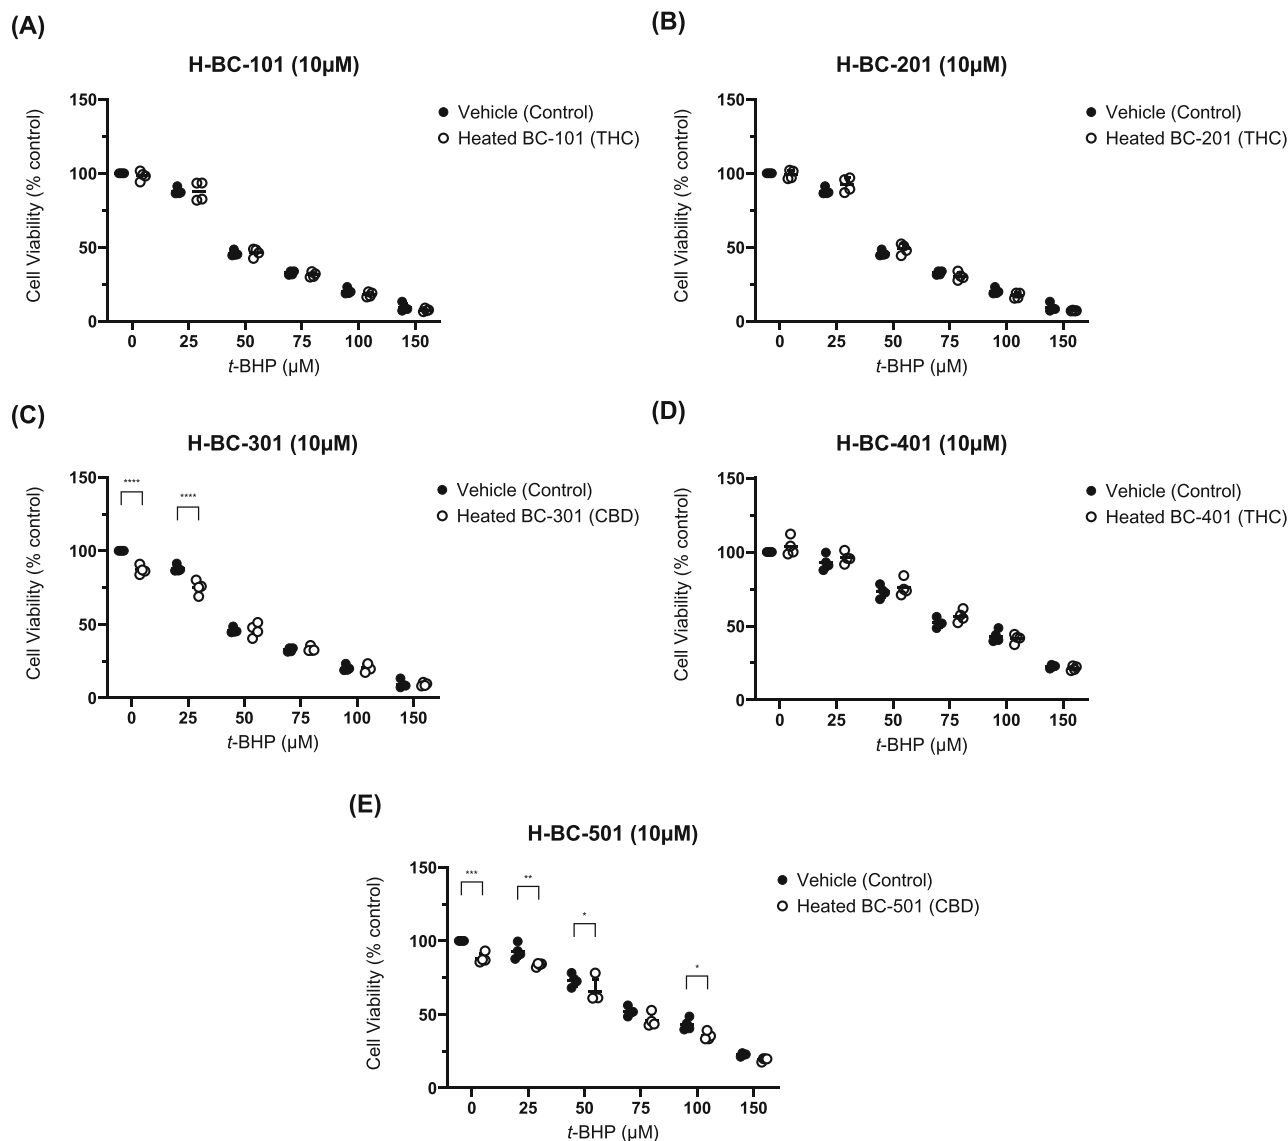 (A)
H-BC-101 (10µM)
Cell Viability (% control)
150
100
50
0
0 25 50 75 100 150
t-BHP (µM)
Vehicle (Control)
Heated BC-101 (THC)
(B)
H-BC-201 (10µM)
Cell Viability (% control)
150
100
50
0
0 25 50 75 100 150
t-BHP (µM)
Vehicle (Control)
Heated BC-201 (THC)
(C)
H-BC-301 (10µM)
Cell Viability (% control)
150
100
50
0
**** ****
0 25 50 75 100 150
t-BHP (µM)
Vehicle (Control)
Heated BC-301 (CBD)
(D)
H-BC-401 (10µM)
Cell Viability (% control)
150
100
50
0
0 25 50 75 100 150
t-BHP (µM)
Vehicle (Control)
Heated BC-401 (THC)
(E)
H-BC-501 (10µM)
Cell Viability (% control)
150
100
50
0
*** ** * *
0 25 50 75 100 150
t-BHP (µM)
Vehicle (Control)
Heated BC-501 (CBD)